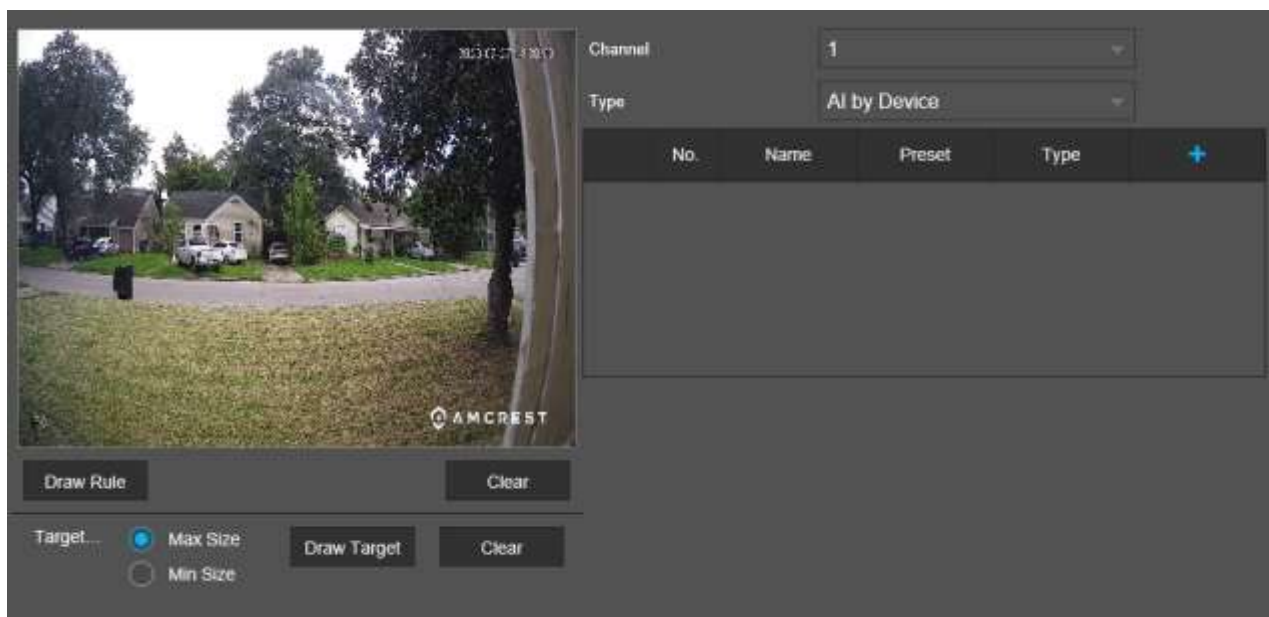 Channel 1
Type AI by Device
No. Name Preset Type +
AMCREST
Draw Rule Clear
Target... Max Size Draw Target Clear
Min Size